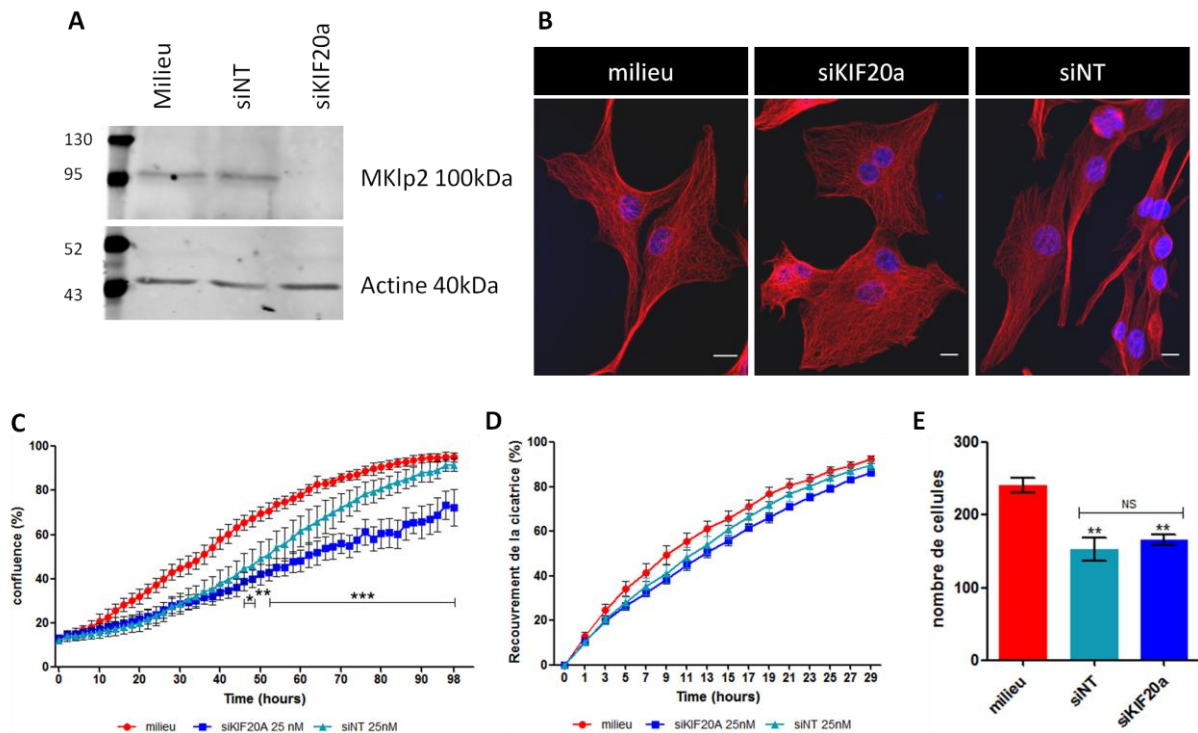 A
Milieu
siNT
siKIF20a
130
95
MKlp2 100kDa
52
43
Actine 40kDa
B
milieu
siKIF20a
siNT
C
confluence (%)
100
80
60
40
20
0
* ** ***
0 10 20 30 40 50 60 70 80 90 98
Time (hours)
milieu siKIF20A 25 nM siNT 25nM
D
Recouvrement de la cicatrice (%)
100
80
60
40
20
0
0 1 3 5 7 9 11 13 15 17 19 21 23 25 27 29
Time (hours)
milieu siKIF20A 25nM siNT 25nM
E
nombre de cellules
300
200
100
0
NS
** **
milieu
siNT
siKIF20a